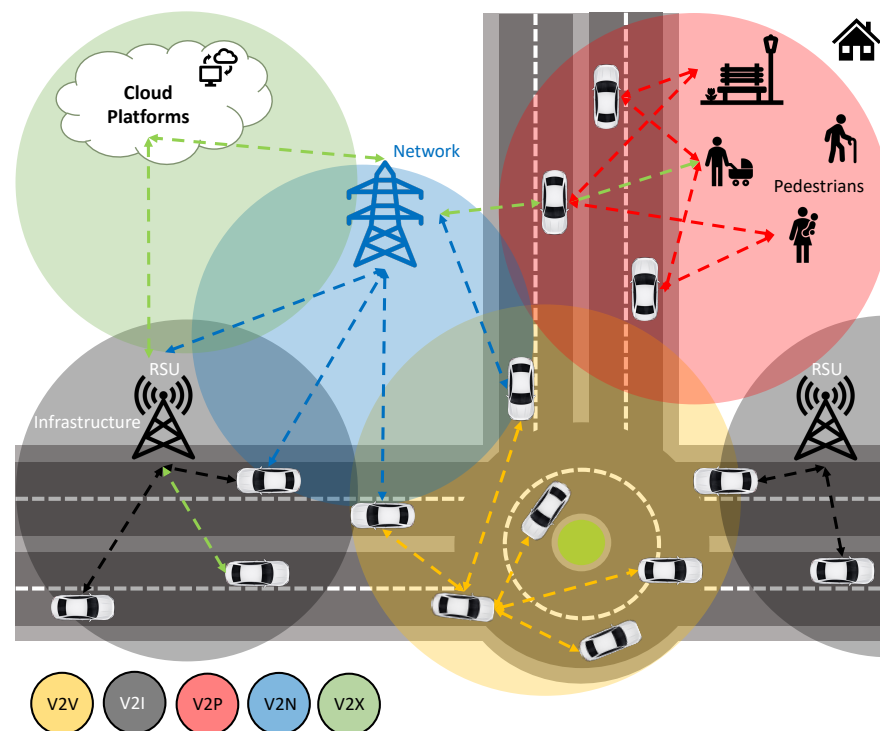 Cloud
Platforms
Network
Pedestrians
RSU
Infrastructure
RSU
V2V
V2I
V2P
V2N
V2X